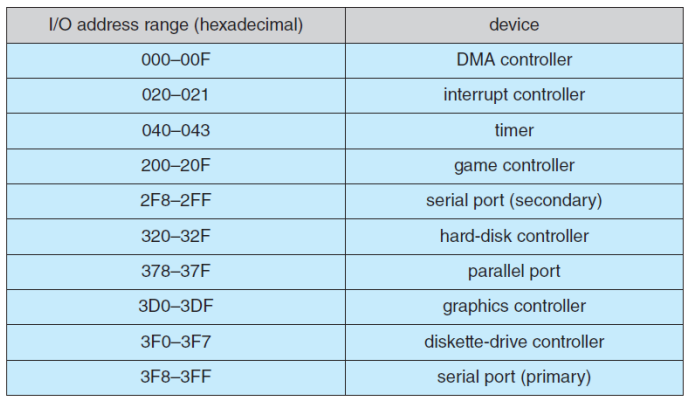 I/O address range (hexadecimal) device
000–00F DMA controller
020–021 interrupt controller
040–043 timer
200–20F game controller
2F8–2FF serial port (secondary)
320–32F hard-disk controller
378–37F parallel port
3D0–3DF graphics controller
3F0–3F7 diskette-drive controller
3F8–3FF serial port (primary)